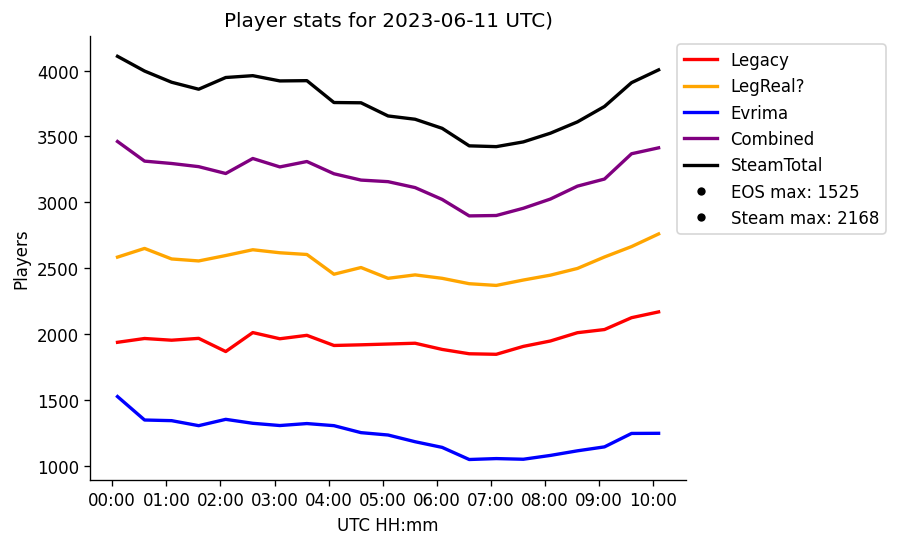 Player stats for 2023-06-11 UTC)
Legacy
LegReal?
Evrima
Combined
SteamTotal
EOS max: 1525
Steam max: 2168
Players
4000
3500
3000
2500
2000
1500
1000
00:00 01:00 02:00 03:00 04:00 05:00 06:00 07:00 08:00 09:00 10:00
UTC HH:mm